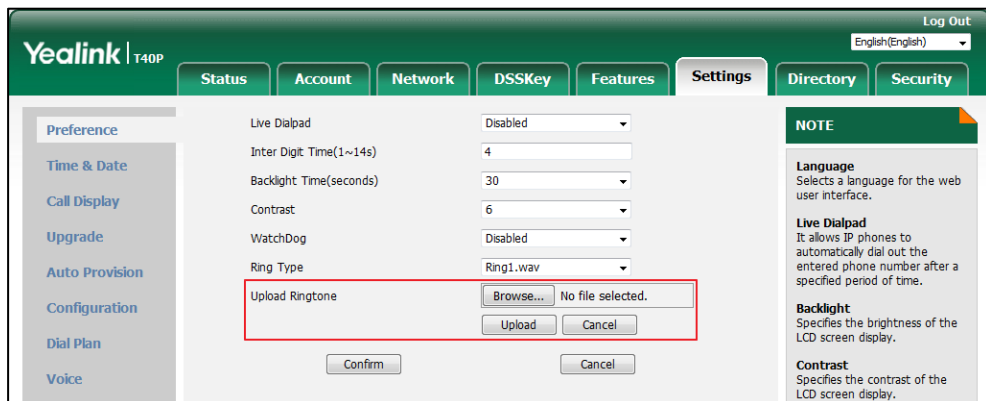 Log Out
Yealink T40P
English(English)
Status Account Network DSSKey Features Settings Directory Security
Preference
Time & Date
Call Display
Upgrade
Auto Provision
Configuration
Dial Plan
Voice
Live Dialpad Disabled
Inter Digit Time(1~14s) 4
Backlight Time(seconds) 30
Contrast 6
WatchDog Disabled
Ring Type Ring1.wav
Upload Ringtone Browse... No file selected.
Upload Cancel
Confirm Cancel
NOTE
Language
Selects a language for the web
user interface.
Live Dialpad
It allows IP phones to
automatically dial out the
entered phone number after a
specified period of time.
Backlight
Specifies the brightness of the
LCD screen display.
Contrast
Specifies the contrast of the
LCD screen display.